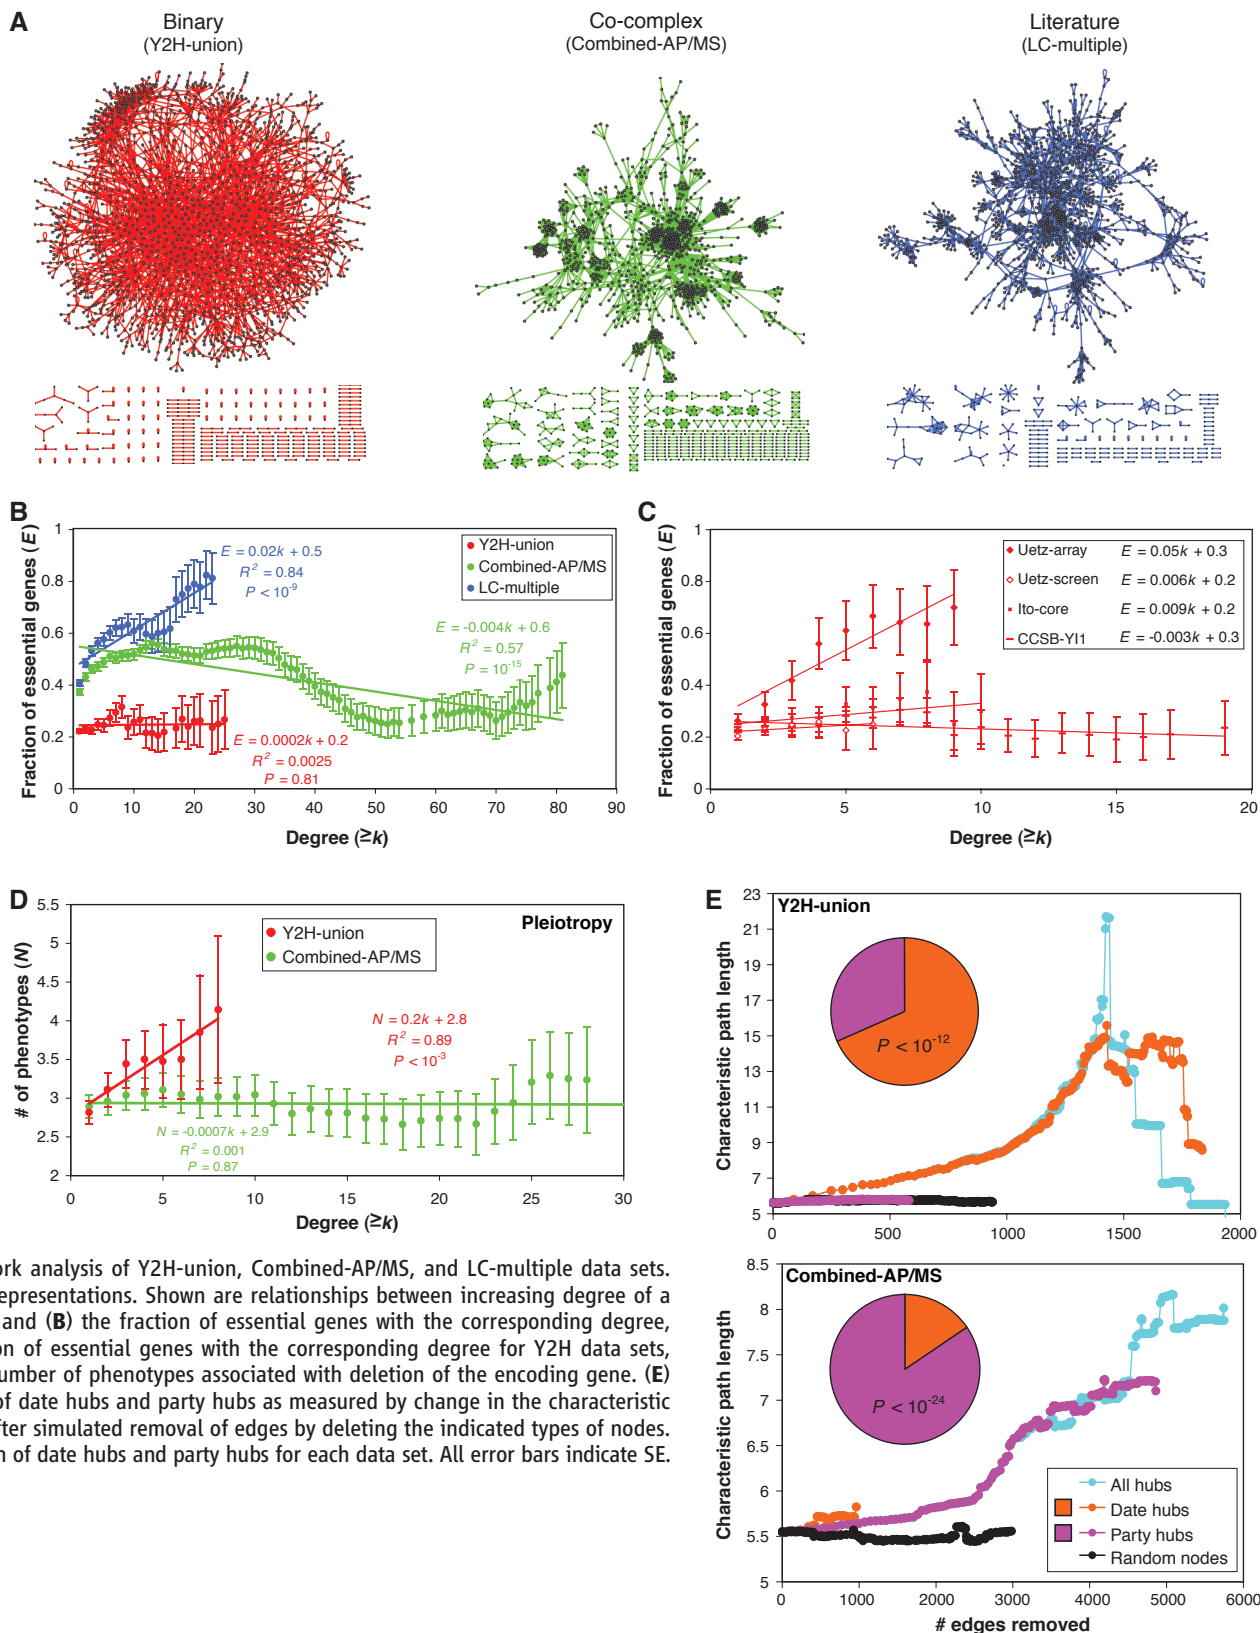 A
Binary
(Y2H-union)
Co-complex
(Combined-AP/MS)
Literature
(LC-multiple)
B
Fraction of essential genes (E)
1
0.8
0.6
0.4
0.2
0
0 10 20 30 40 50 60 70 80 90
Degree (≥k)
E = 0.02k + 0.5
R² = 0.84
P < 10⁻⁹
Y2H-union
Combined-AP/MS
LC-multiple
E = -0.004k + 0.6
R² = 0.57
P = 10⁻¹⁵
E = 0.0002k + 0.2
R² = 0.0025
P = 0.81
C
Fraction of essential genes (E)
1
0.8
0.6
0.4
0.2
0
0 5 10 15 20
Degree (≥k)
Uetz-array E = 0.05k + 0.3
Uetz-screen E = 0.006k + 0.2
Ito-core E = 0.009k + 0.2
CCSB-YI1 E = -0.003k + 0.3
D
# of phenotypes (N)
5.5
5
4.5
4
3.5
3
2.5
2
0 5 10 15 20 25 30
Degree (≥k)
Y2H-union
Combined-AP/MS
Pleiotropy
N = 0.2k + 2.8
R² = 0.89
P < 10⁻³
N = -0.0007k + 2.9
R² = 0.001
P = 0.87
E
Y2H-union
Characteristic path length
23
21
19
17
15
13
11
9
7
5
0 500 1000 1500 2000
P < 10⁻¹²
Combined-AP/MS
Characteristic path length
8.5
8
7.5
7
6.5
6
5.5
5
0 1000 2000 3000 4000 5000 6000
# edges removed
P < 10⁻²⁴
All hubs
Date hubs
Party hubs
Random nodes
ork analysis of Y2H-union, Combined-AP/MS, and LC-multiple data sets.
epresentations. Shown are relationships between increasing degree of a
and (B) the fraction of essential genes with the corresponding degree,
on of essential genes with the corresponding degree for Y2H data sets,
umber of phenotypes associated with deletion of the encoding gene. (E)
of date hubs and party hubs as measured by change in the characteristic
fter simulated removal of edges by deleting the indicated types of nodes.
n of date hubs and party hubs for each data set. All error bars indicate SE.